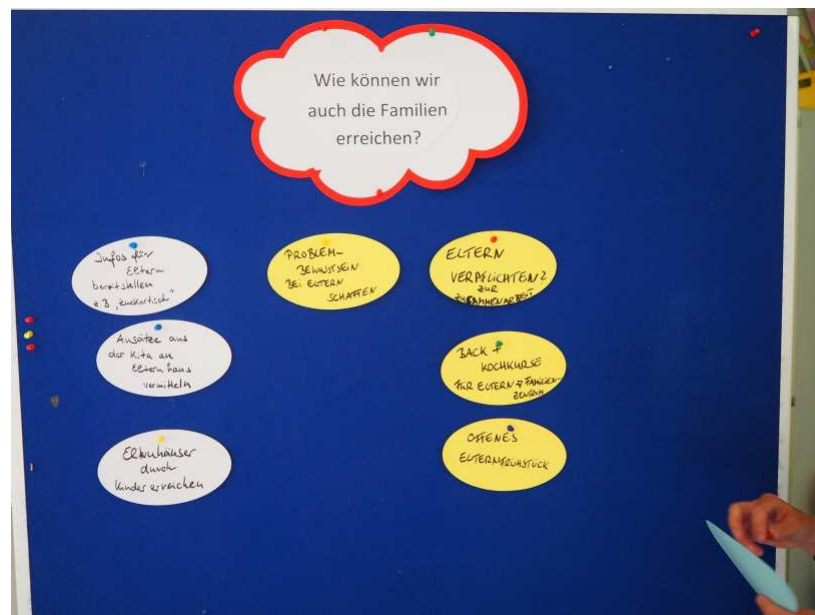 Wie können wir
auch die Familien
erreichen?
Infos für
Eltern
bereitstellen
z.B. „Zuckertisch"
Ansätze aus
der Kita an
Elternhaus
vermitteln
Elternhäuser
durch
Kinder erreichen
PROBLEM-
BEWUSTSEIN
BEI ELTERN
SCHAFFEN
ELTERN
VERPFLICHTEN?
ZUR
ZUSAMMENARBEIT
BACK +
KOCHKURSE
FÜR ELTERN → FAMILIEN-
ZENTRUM
OFFENES
ELTERNFRÜHSTÜCK